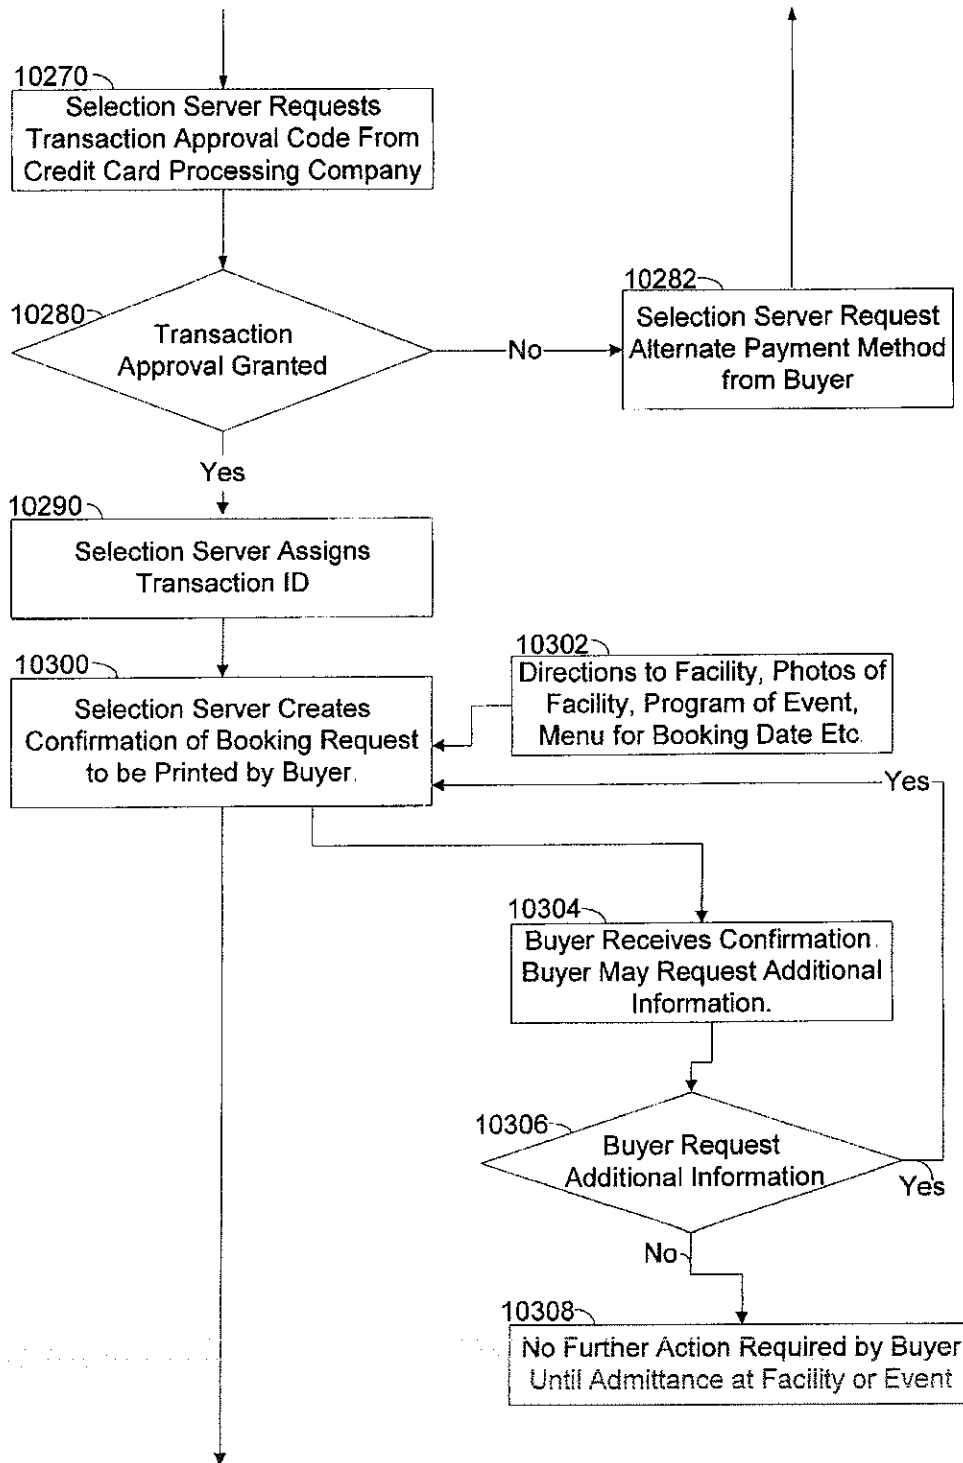 10270
Selection Server Requests
Transaction Approval Code From
Credit Card Processing Company
10280
Transaction
Approval Granted
No
10282
Selection Server Request
Alternate Payment Method
from Buyer
Yes
10290
Selection Server Assigns
Transaction ID
10300
Selection Server Creates
Confirmation of Booking Request
to be Printed by Buyer.
10302
Directions to Facility, Photos of
Facility, Program of Event,
Menu for Booking Date Etc.
Yes
10304
Buyer Receives Confirmation.
Buyer May Request Additional
Information.
10306
Buyer Request
Additional Information
Yes
No
10308
No Further Action Required by Buyer
Until Admittance at Facility or Event